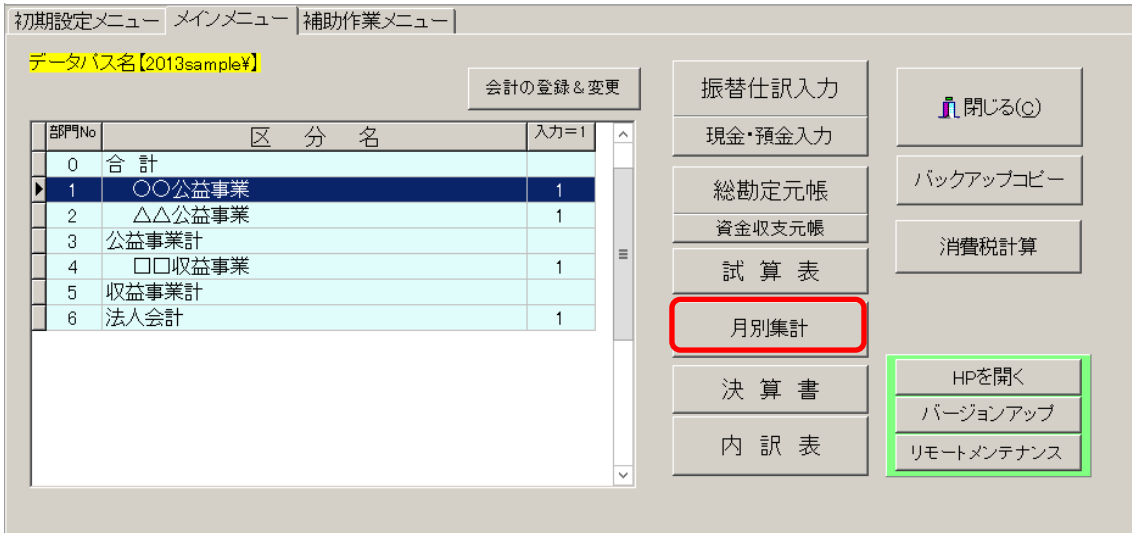 初期設定メニュー メインメニュー 補助作業メニュー
データパス名【2013sample¥】
会計の登録&変更
部門No 区 分 名 入力=1
0 合 計
1 〇〇公益事業 1
2 △△公益事業 1
3 公益事業計
4 □□収益事業 1
5 収益事業計
6 法人会計 1
振替仕訳入力
現金・預金入力
総勘定元帳
資金収支元帳
試 算 表
月別集計
決 算 書
内 訳 表
閉じる(C)
バックアップコピー
消費税計算
HPを開く
バージョンアップ
リモートメンテナンス